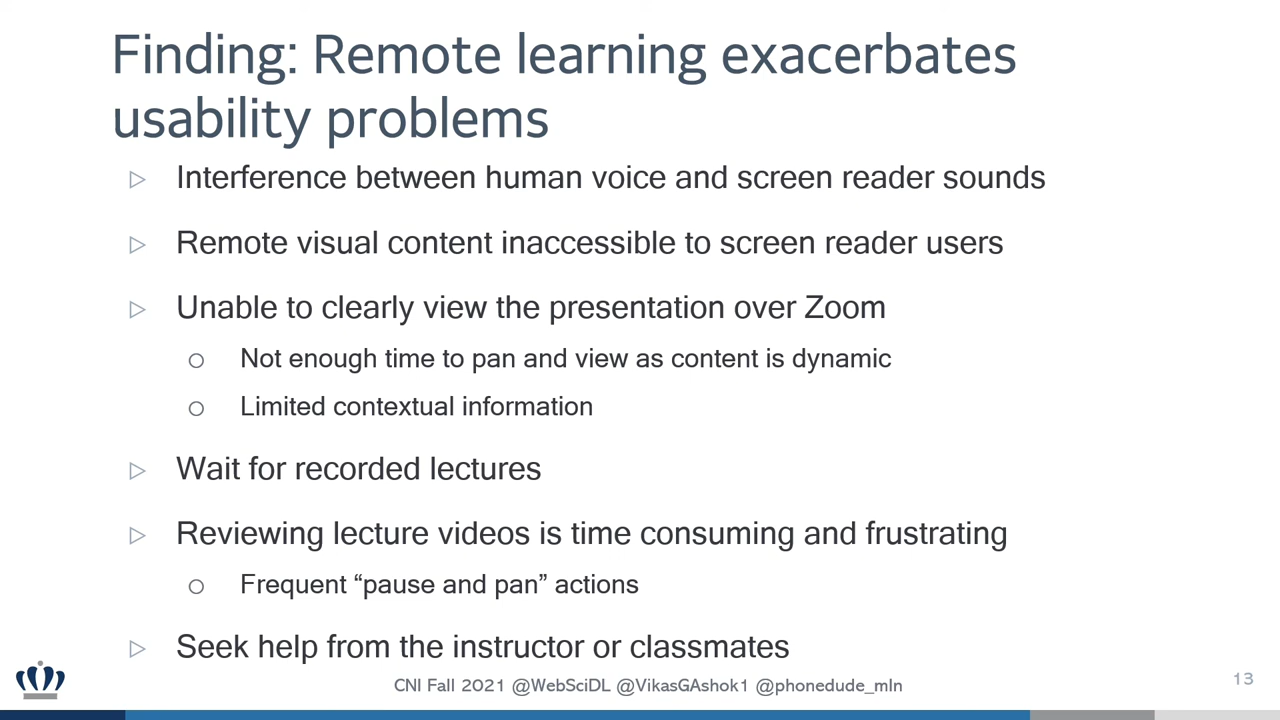 Finding: Remote learning exacerbates
usability problems
Interference between human voice and screen reader sounds
Remote visual content inaccessible to screen reader users
Unable to clearly view the presentation over Zoom
Not enough time to pan and view as content is dynamic
Limited contextual information
Wait for recorded lectures
Reviewing lecture videos is time consuming and frustrating
Frequent “pause and pan” actions
Seek help from the instructor or classmates
CNI Fall 2021 @WebSciDL @VikasGAshok1 @phonedude_mln
13